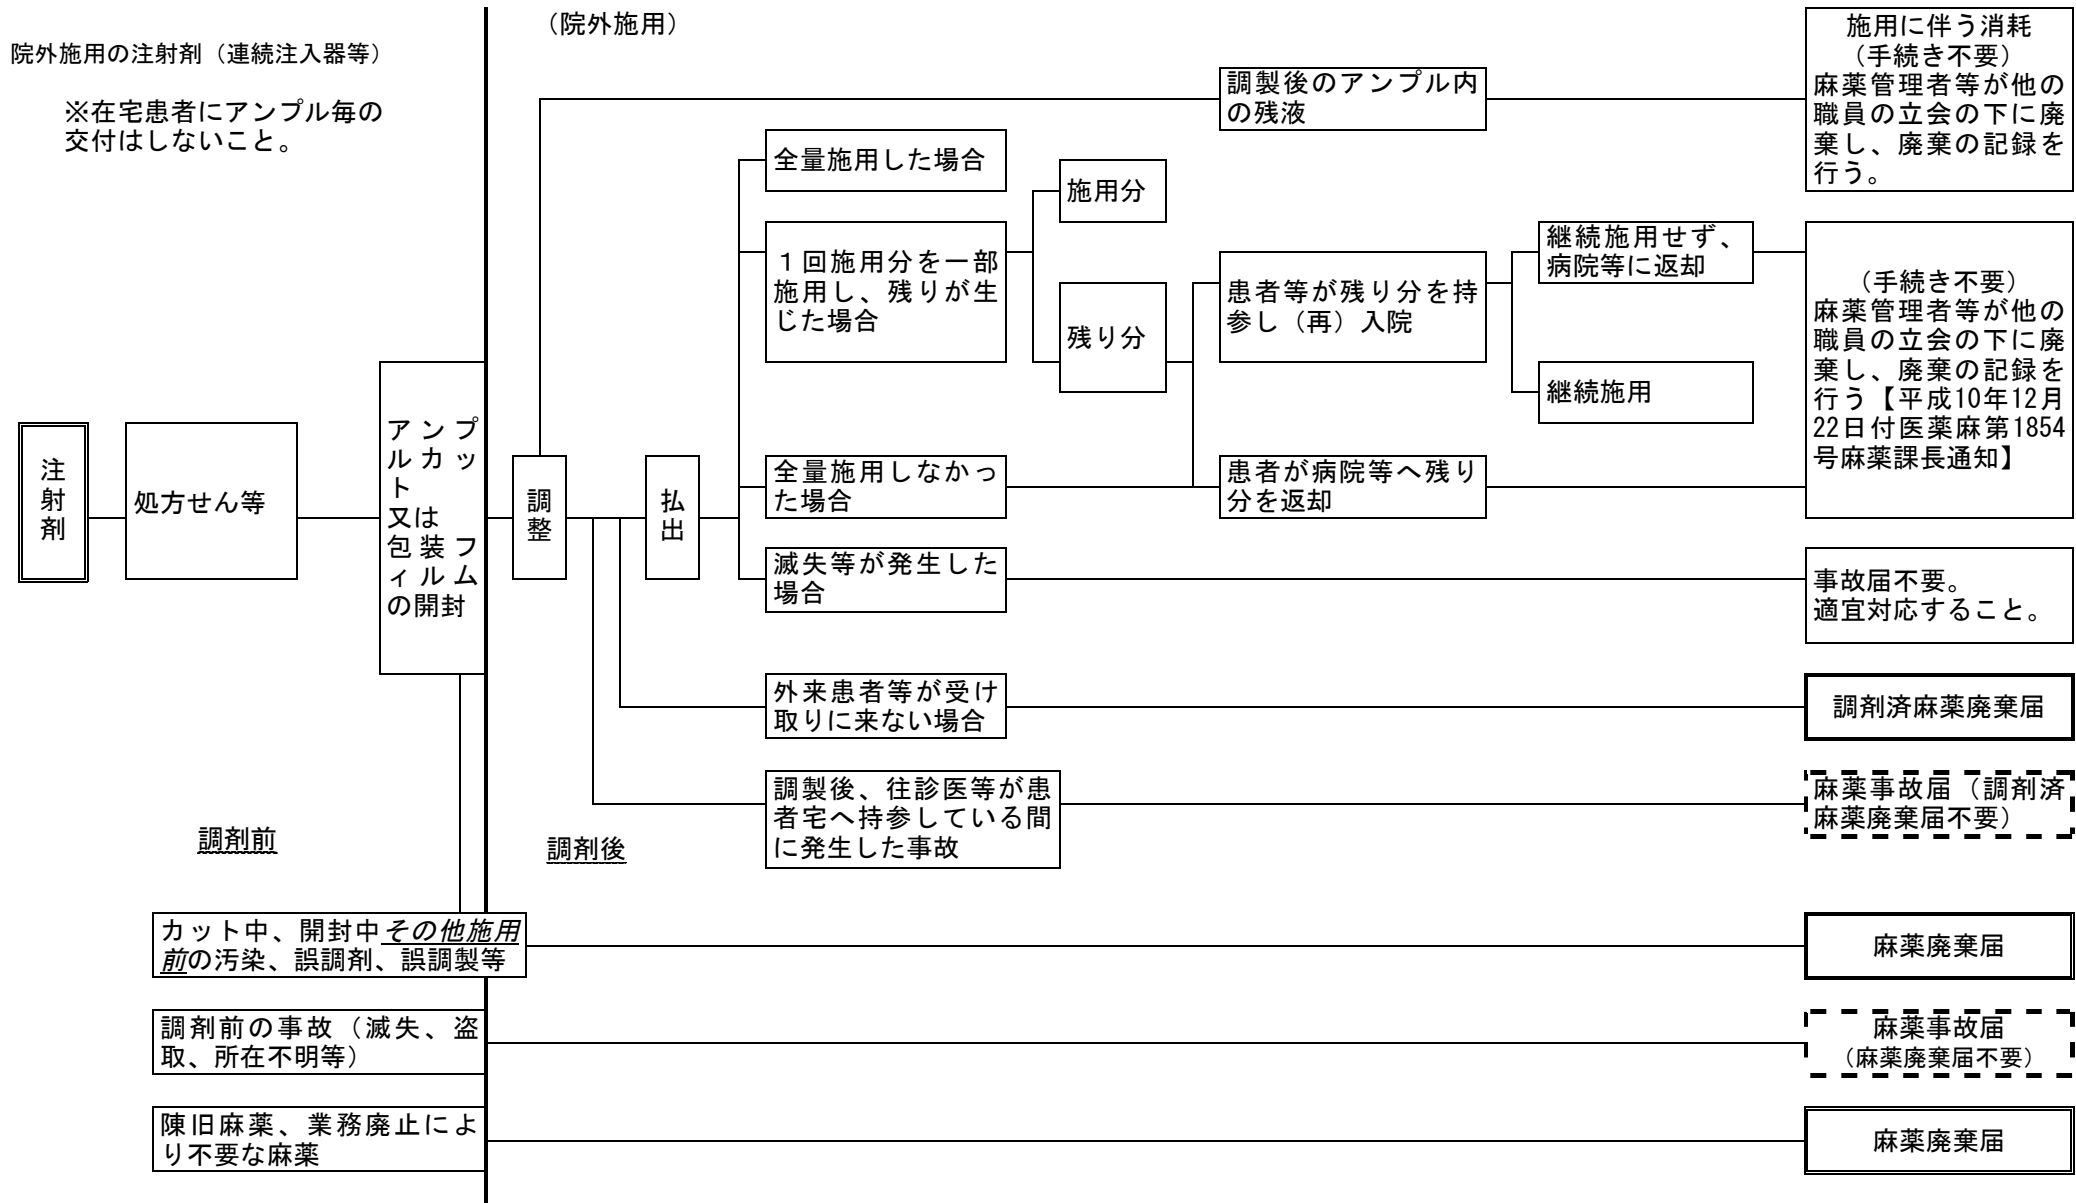 院外施用の注射剤（連続注入器等）
※在宅患者にアンプル毎の
交付はしないこと。
（院外施用）
注
射
剤
処方せん等
アンプ
ルカッ
ト
又は
包装フ
ィルム
の開封
調
整
払
出
調製後のアンプル内
の残液
施用に伴う消耗
（手続き不要）
麻薬管理者等が他の
職員の立会の下に廃
棄し、廃棄の記録を
行う。
全量施用した場合
１回施用分を一部
施用し、残りが生
じた場合
施用分
残り分
患者等が残り分を持
参し（再）入院
継続施用せず、
病院等に返却
継続施用
（手続き不要）
麻薬管理者等が他の
職員の立会の下に廃
棄し、廃棄の記録を
行う【平成10年12月
22日付医薬麻第1854
号麻薬課長通知】
全量施用しなかっ
た場合
患者が病院等へ残り
分を返却
滅失等が発生した
場合
事故届不要。
適宜対応すること。
外来患者等が受け
取りに来ない場合
調剤済麻薬廃棄届
調製後、往診医等が患
者宅へ持参している間
に発生した事故
麻薬事故届（調剤済
麻薬廃棄届不要）
調剤前
調剤後
カット中、開封中その他施用
前の汚染、誤調剤、誤調製等
麻薬廃棄届
調剤前の事故（滅失、盗
取、所在不明等）
麻薬事故届
（麻薬廃棄届不要）
陳旧麻薬、業務廃止によ
り不要な麻薬
麻薬廃棄届